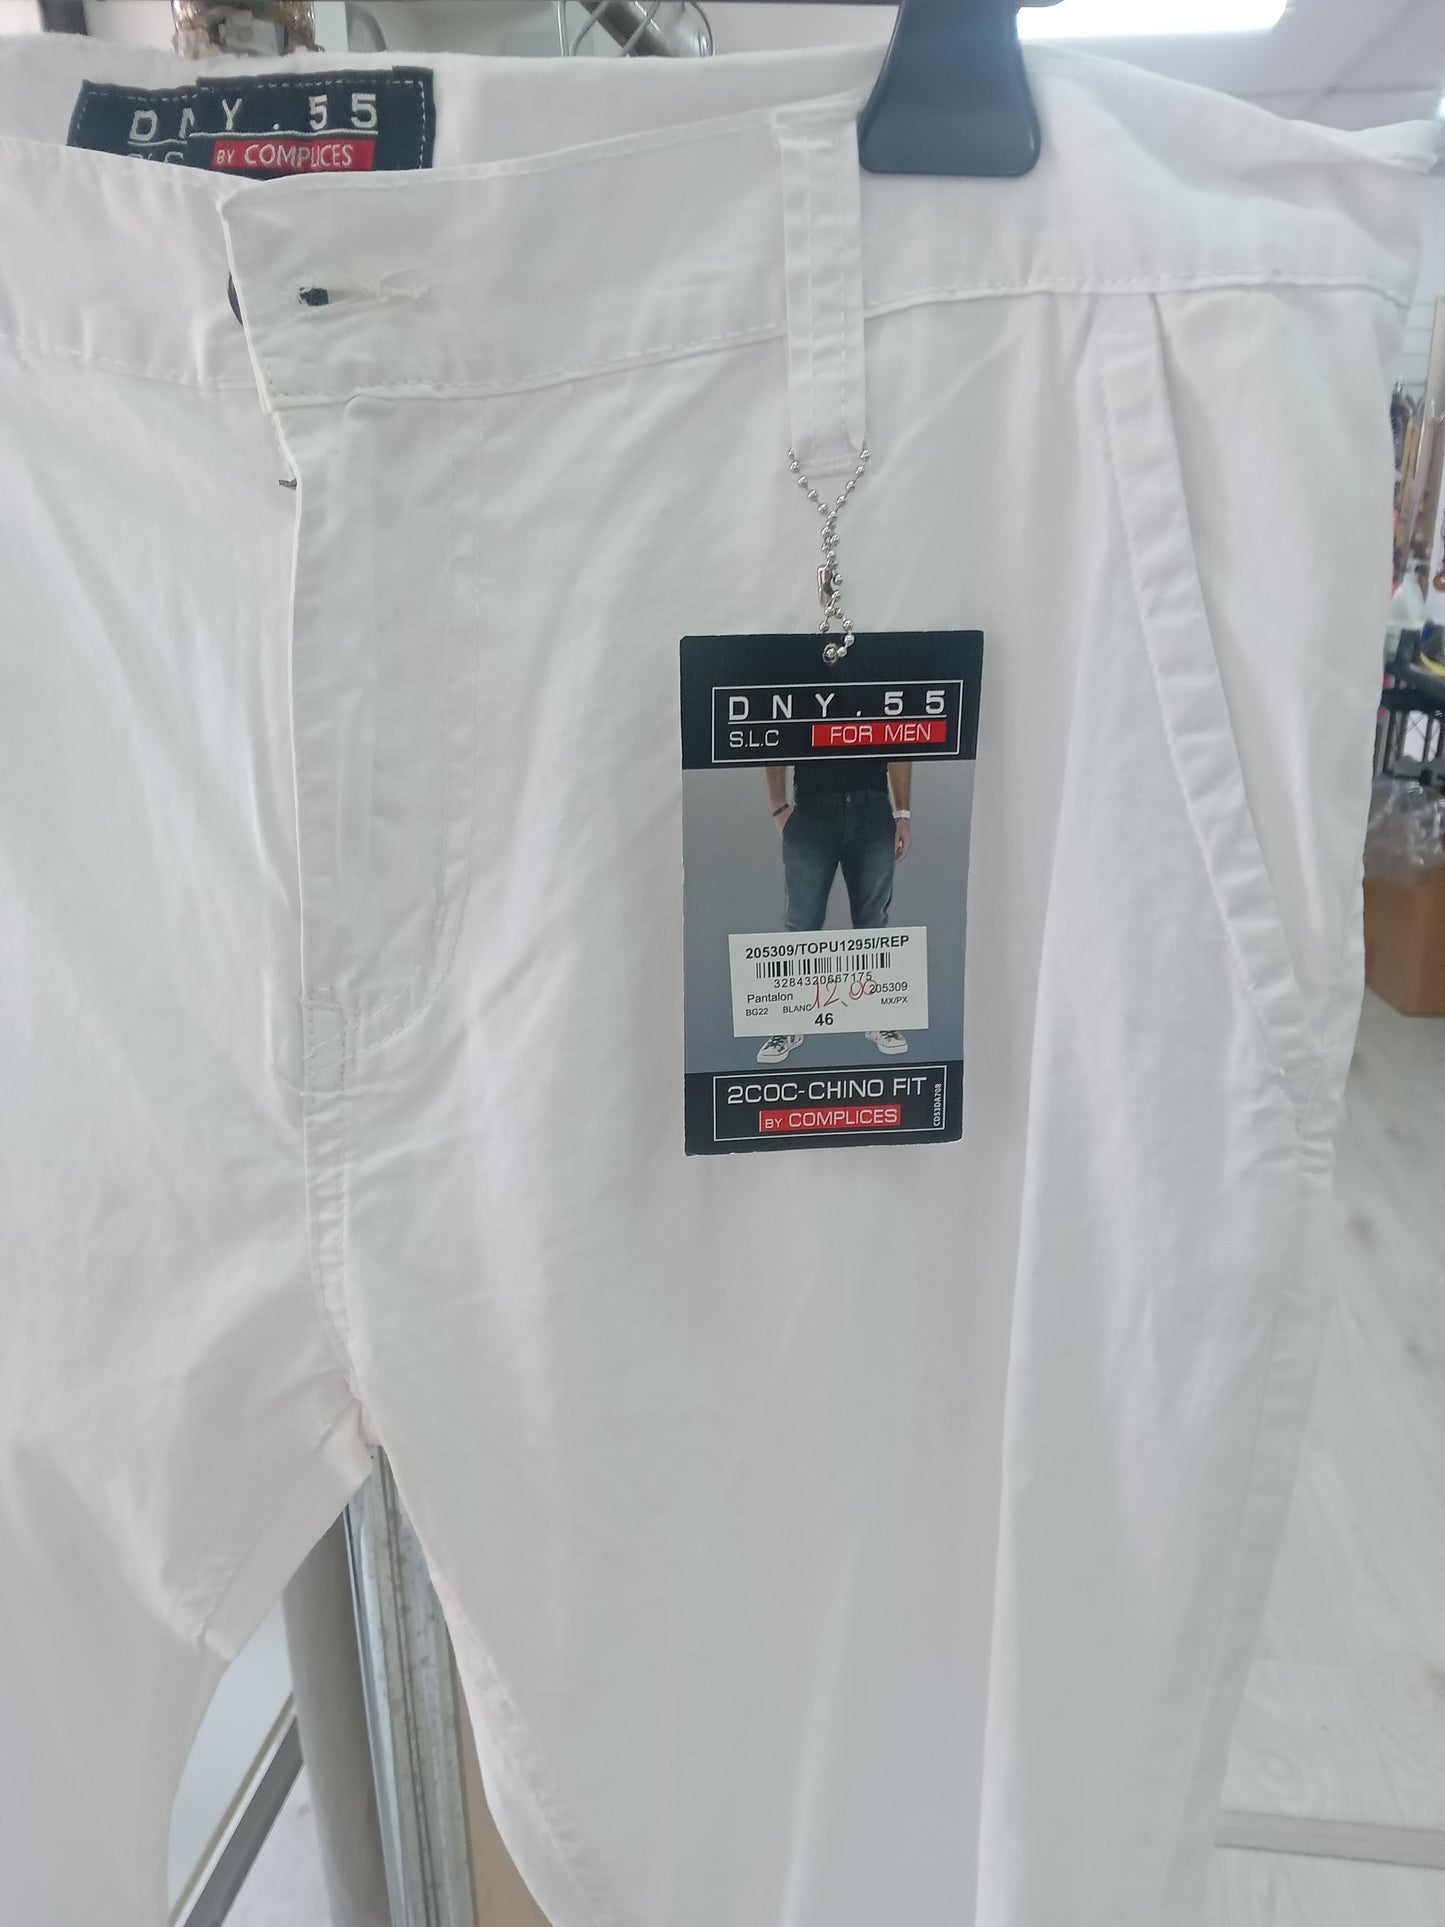 DNY.55
BY COMPLICES
DNY.55
S.L.C FOR MEN
205309/TOPU1295I/REP
3284320667175
Pantalon 12.00 205309
BG22 BLANC MX/PX
46
2COC-CHINO FIT
BY COMPLICES
CDS3DA708